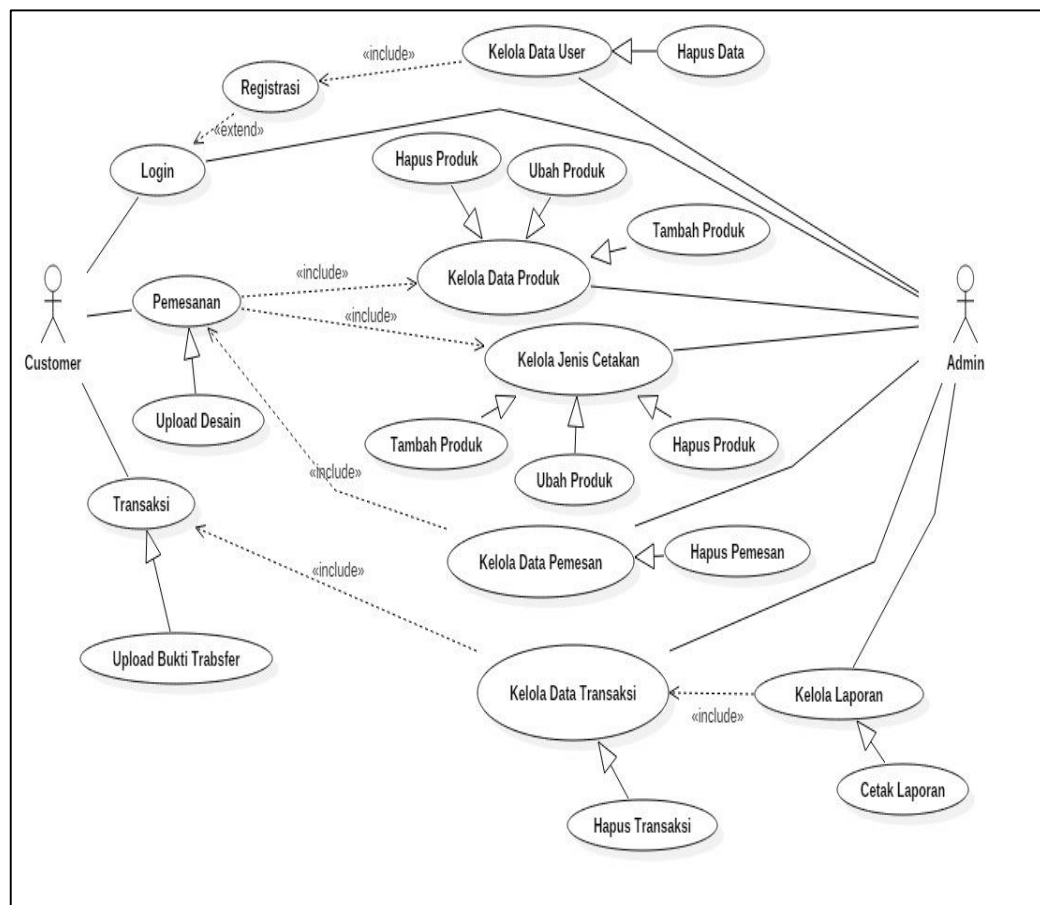 «include»
Kelola Data User
Hapus Data
Registrasi
«extend»
Login
Hapus Produk
Ubah Produk
Tambah Produk
«include»
Kelola Data Produk
Pemesanan
«include»
Customer
Kelola Jenis Cetakan
Admin
Upload Desain
Tambah Produk
Hapus Produk
Ubah Produk
«include»
Transaksi
Kelola Data Pemesan
Hapus Pemesan
«include»
Upload Bukti Trabsfer
Kelola Data Transaksi
Kelola Laporan
«include»
Cetak Laporan
Hapus Transaksi